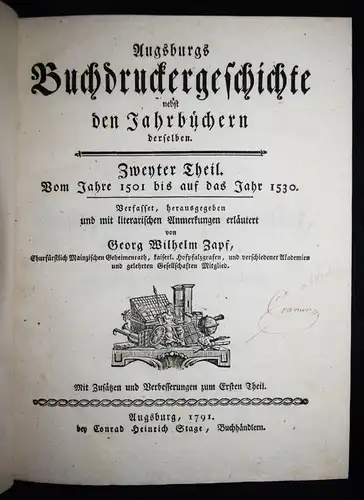 Augsburgs
Buchdruckergeschichte
nebst
den Jahrbüchern
derselben.
Zweyter Theil.
Vom Jahre 1501 bis auf das Jahr 1530.
Verfasset, herausgegeben
und mit literarischen Anmerkungen erläutert
von
Georg Wilhelm Zapf,
Churfürstlich Mainzischen Geheimenrath, kaiserl. Hofpfalzgrafen, und verschiedener Akademien
und gelehrten Gesellschaften Mitglied.
Cramer
Mit Zusätzen und Verbesserungen zum Ersten Theil.
Augsburg, 1791.
bey Conrad Heinrich Stage, Buchhändlern.